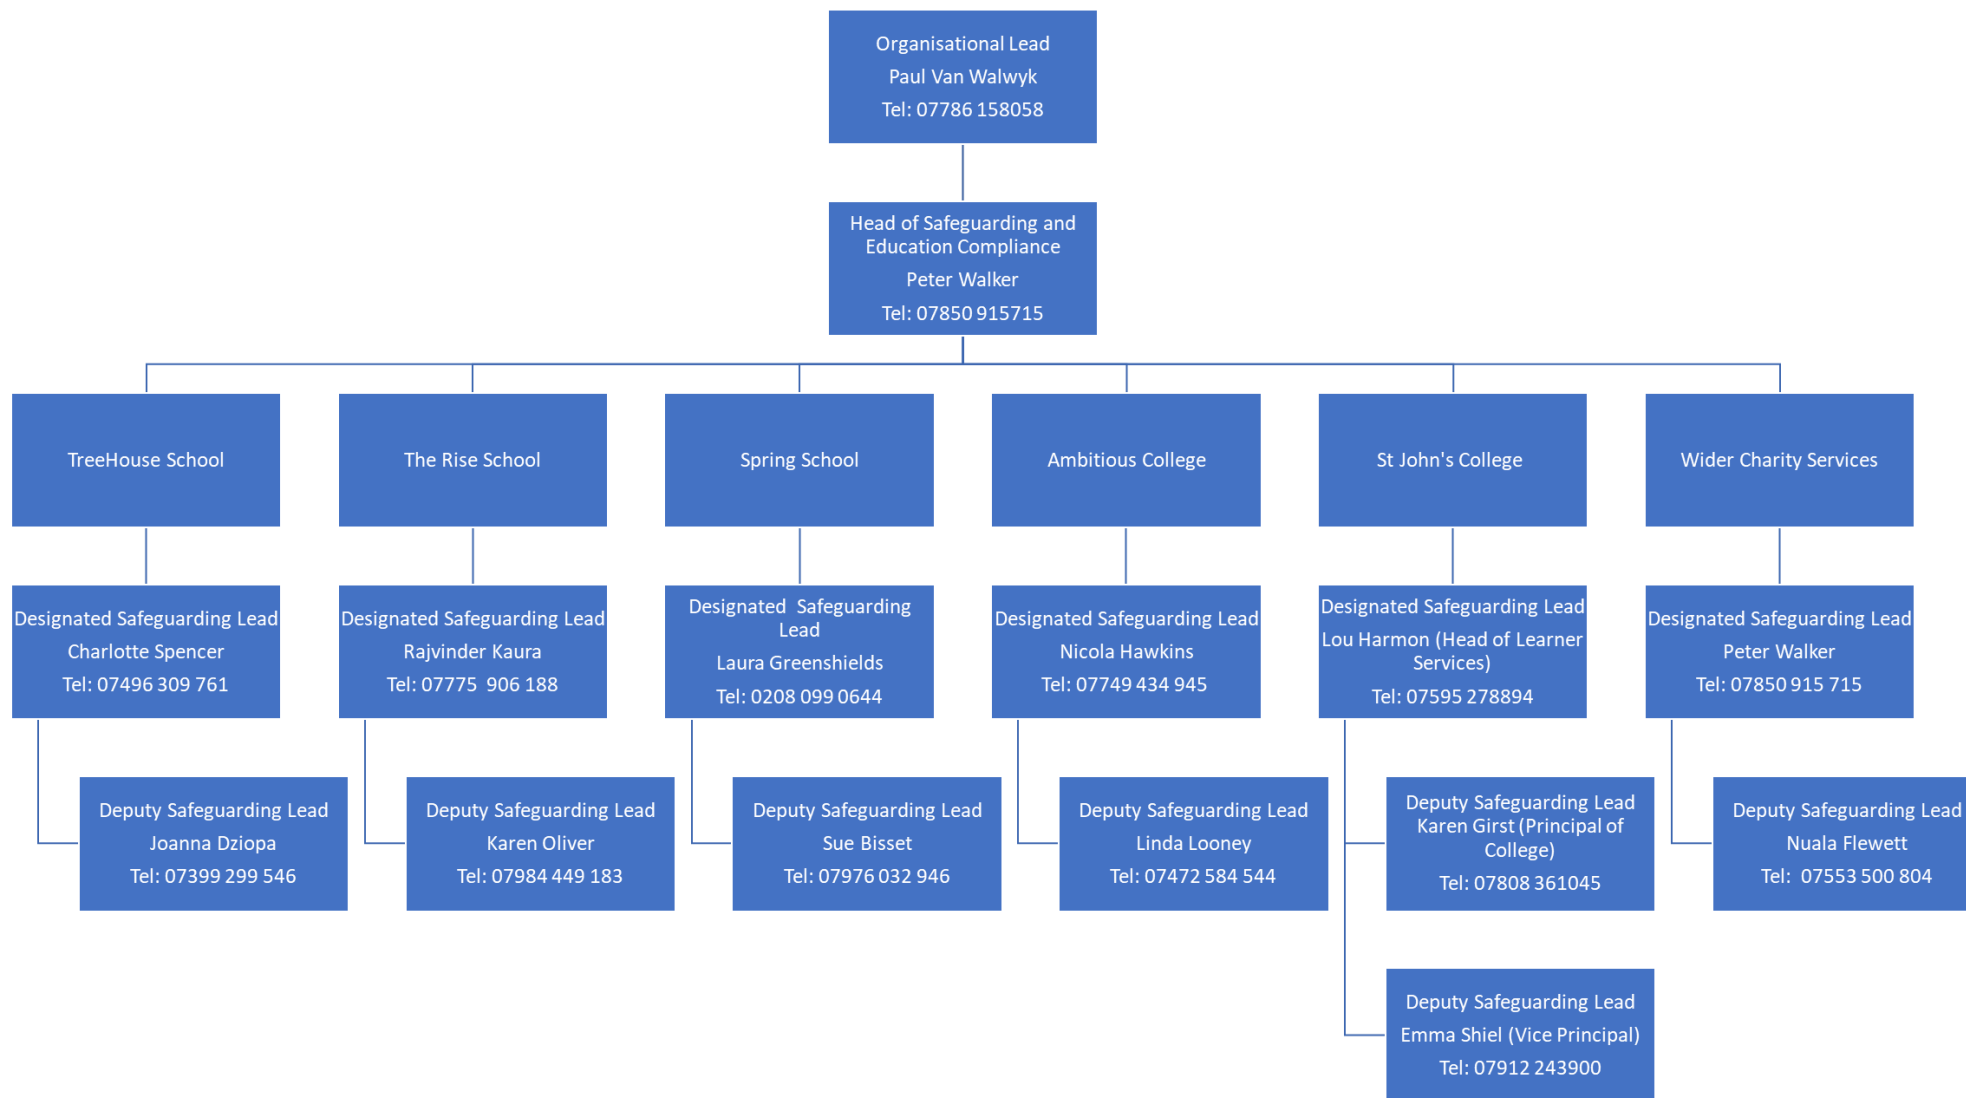 Organisational Lead
Paul Van Walwyk
Tel: 07786 158058
Head of Safeguarding and
Education Compliance
Peter Walker
Tel: 07850 915715
TreeHouse School
The Rise School
Spring School
Ambitious College
St John's College
Wider Charity Services
Designated Safeguarding Lead
Charlotte Spencer
Tel: 07496 309 761
Designated Safeguarding Lead
Rajvinder Kaura
Tel: 07775 906 188
Designated Safeguarding
Lead
Laura Greenshields
Tel: 0208 099 0644
Designated Safeguarding Lead
Nicola Hawkins
Tel: 07749 434 945
Designated Safeguarding Lead
Lou Harmon (Head of Learner
Services)
Tel: 07595 278894
Designated Safeguarding Lead
Peter Walker
Tel: 07850 915 715
Deputy Safeguarding Lead
Joanna Dziopa
Tel: 07399 299 546
Deputy Safeguarding Lead
Karen Oliver
Tel: 07984 449 183
Deputy Safeguarding Lead
Sue Bisset
Tel: 07976 032 946
Deputy Safeguarding Lead
Linda Looney
Tel: 07472 584 544
Deputy Safeguarding Lead
Karen Girst (Principal of
College)
Tel: 07808 361045
Deputy Safeguarding Lead
Nuala Flewett
Tel: 07553 500 804
Deputy Safeguarding Lead
Emma Shiel (Vice Principal)
Tel: 07912 243900